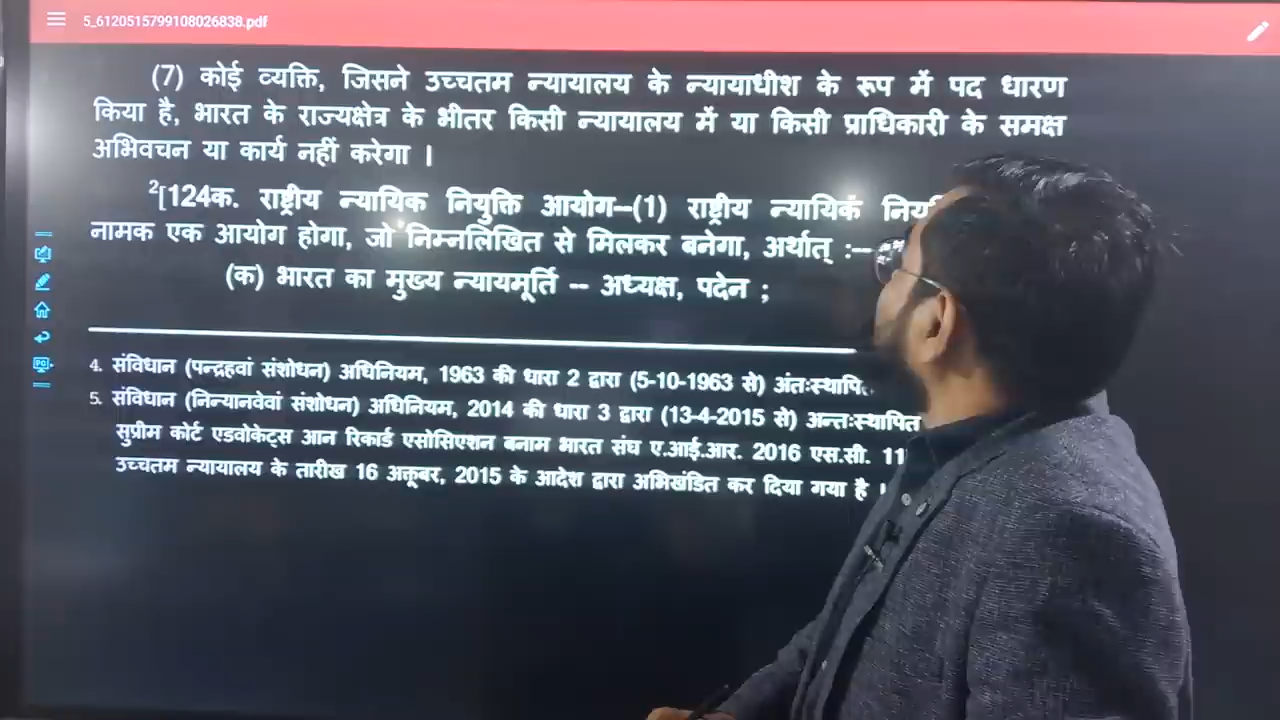 5_6120515799108026838.pdf
(7) कोई व्यक्ति, जिसने उच्चतम न्यायालय के न्यायाधीश के रूप में पद धारण
किया है, भारत के राज्यक्षेत्र के भीतर किसी न्यायालय में या किसी प्राधिकारी के समक्ष
अभिवचन या कार्य नहीं करेगा ।
2[124क. राष्ट्रीय न्यायिक नियुक्ति आयोग–(1) राष्ट्रीय न्यायिक
नामक एक आयोग होगा, जो निम्नलिखित से मिलकर बनेगा, अर्थात् :--
(क) भारत का मुख्य न्यायमूर्ति -- अध्यक्ष, पदेन ;
4. संविधान (पन्द्रहवां संशोधन) अधिनियम, 1963 की धारा 2 द्वारा (5-10-1963 से)
5. संविधान (निन्यानवेवां संशोधन) अधिनियम, 2014 की धारा 3 द्वारा (13-4-2015 से) अन्तःस्थापित
सुप्रीम कोर्ट एडवोकेट्स आन रिकार्ड एसोसिएशन बनाम भारत संघ ए.आई.आर. 2016 एस.सी.
उच्चतम न्यायालय के तारीख 16 अक्तूबर, 2015 के आदेश द्वारा अभिखंडित कर दिया गया है ।